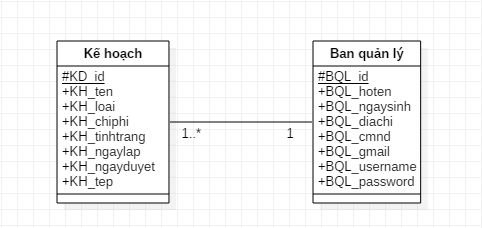 Kế hoạch
#KD_id
+KH_ten
+KH_loai
+KH_chiphi
+KH_tinhtrang
+KH_ngaylap
+KH_ngayduyet
+KH_tep
1..*
1
Ban quản lý
#BQL_id
+BQL_hoten
+BQL_ngaysinh
+BQL_diachi
+BQL_cmnd
+BQL_gmail
+BQL_username
+BQL_password